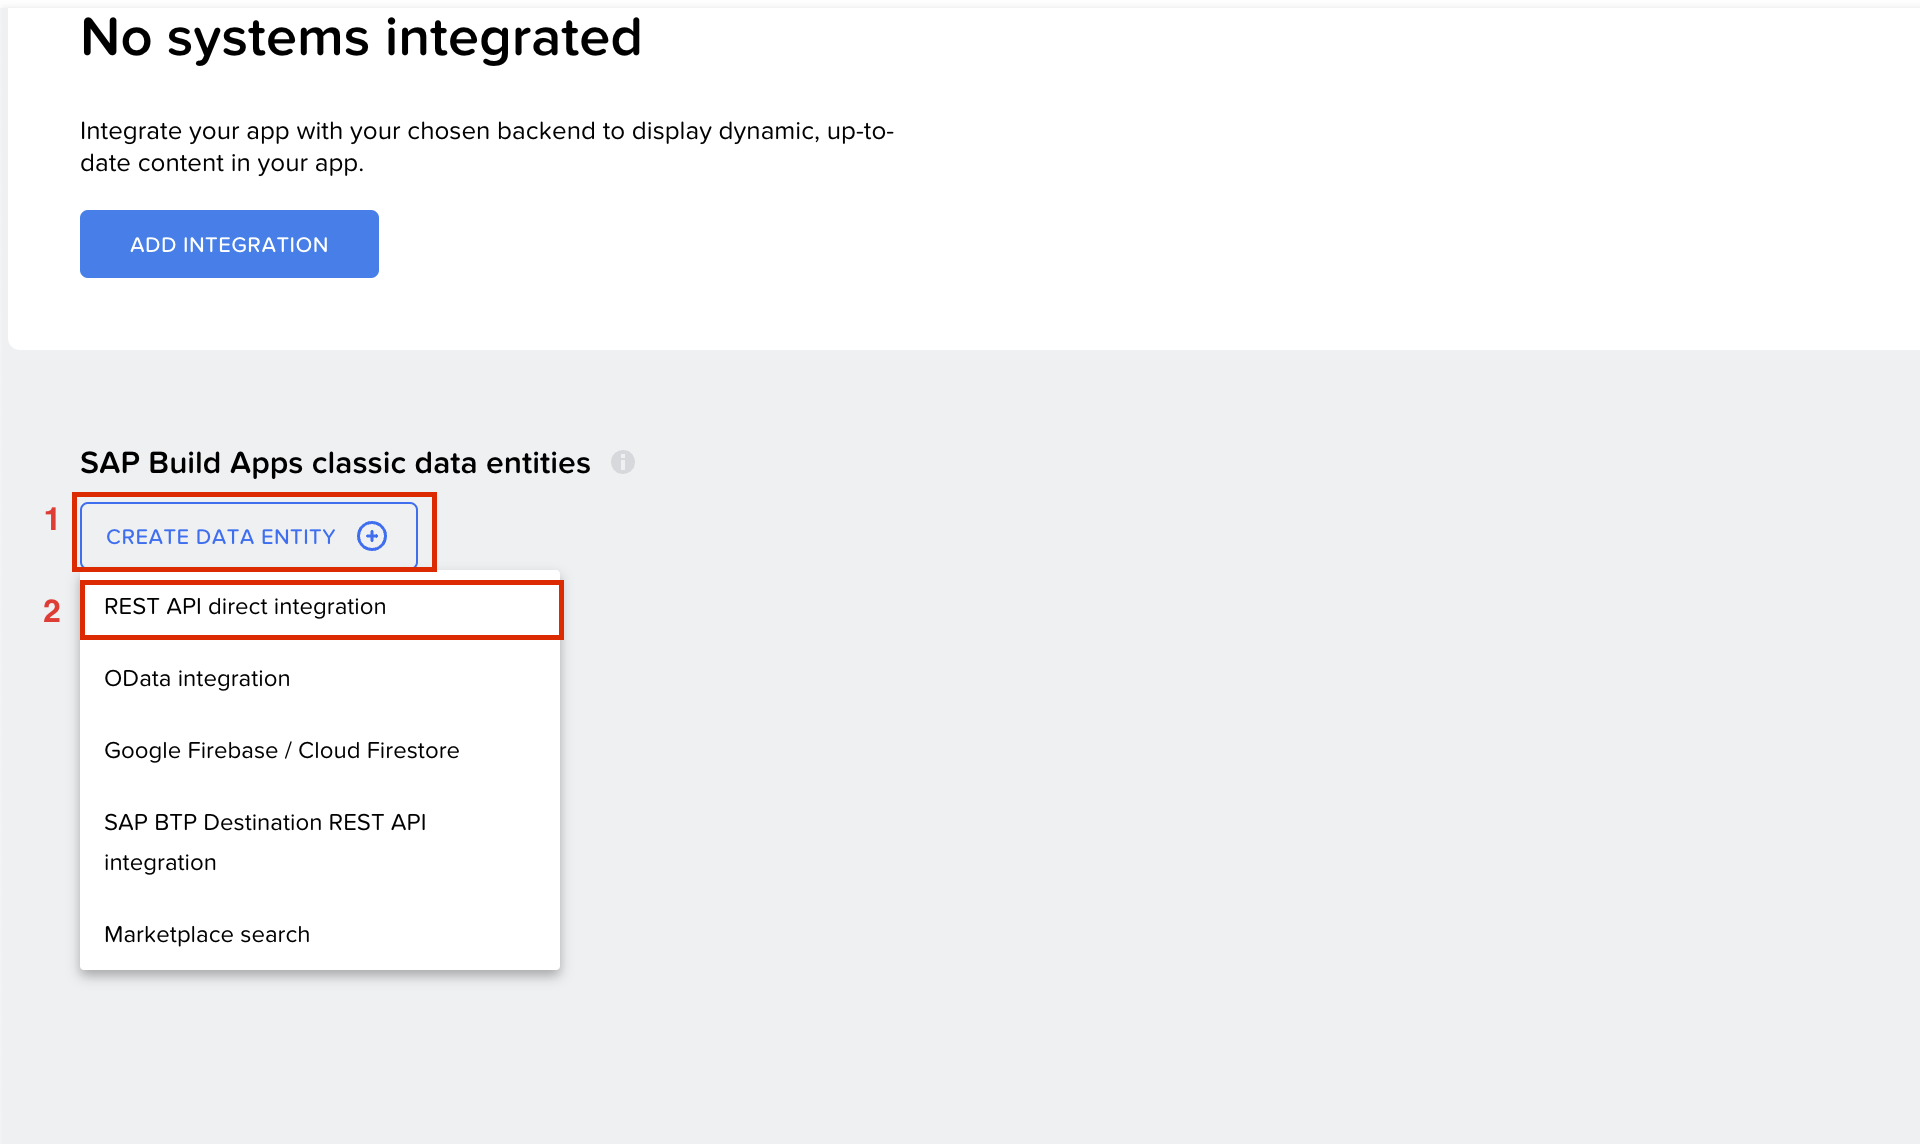 No systems integrated
Integrate your app with your chosen backend to display dynamic, up-to-
date content in your app.
ADD INTEGRATION
SAP Build Apps classic data entities
1
CREATE DATA ENTITY
2
REST API direct integration
OData integration
Google Firebase / Cloud Firestore
SAP BTP Destination REST API
integration
Marketplace search